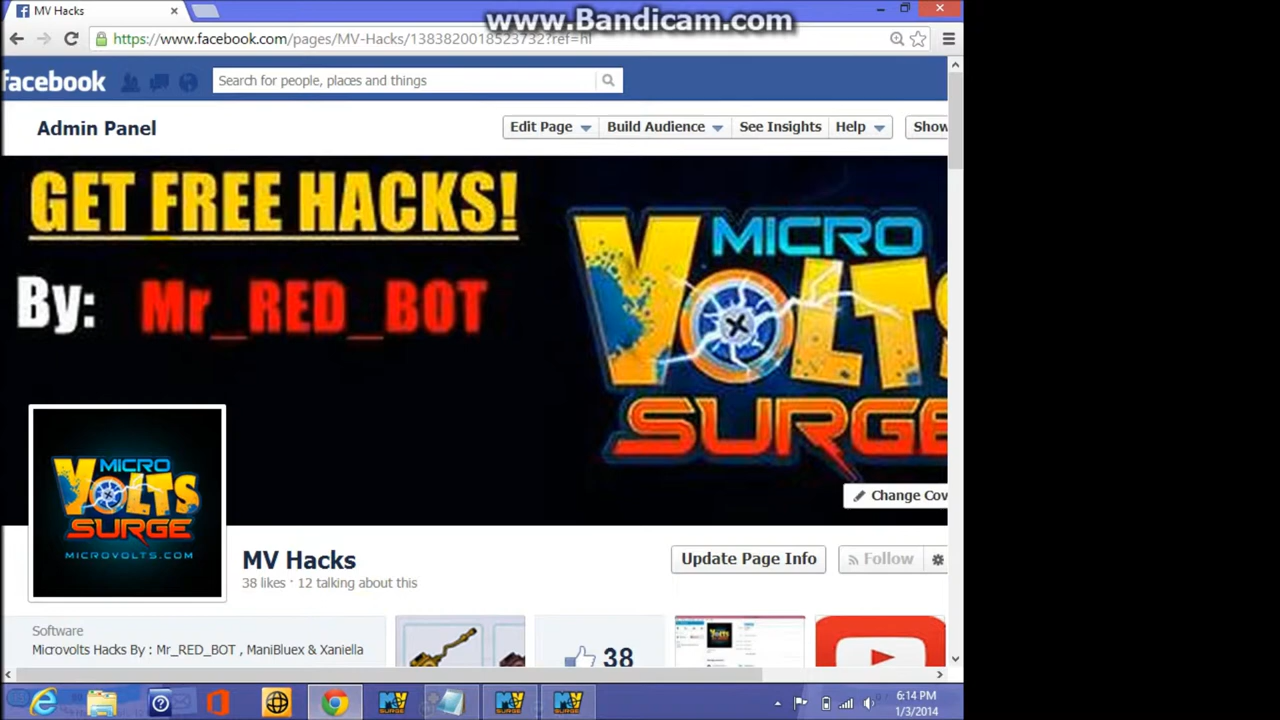 MV Hacks
www.Bandicam.com
https://www.facebook.com/pages/MV-Hacks/1383820018523732?ref=hl
facebook
Search for people, places and things
Admin Panel
Edit Page
Build Audience
See Insights
Help
Show
GET FREE HACKS!
By: Mr_RED_BOT
MICRO
VOLTS
SURGE
MICRO
VOLTS
SURGE
MICROVOLTS.COM
Change Cov
MV Hacks
38 likes · 12 talking about this
Update Page Info
Follow
Software
Microvolts Hacks By : Mr_RED_BOT , ManiBluex & Xaniella
38
6:14 PM
1/3/2014